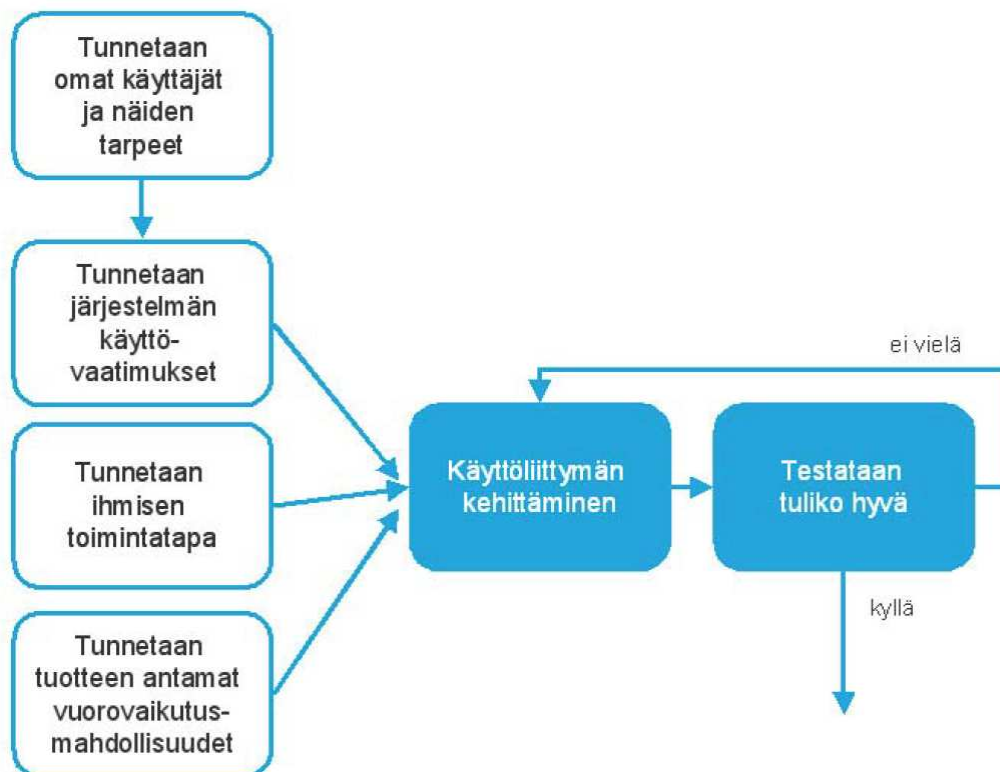 Tunnetaan
omat käyttäjät
ja näiden
tarpeet
Tunnetaan
järjestelmän
käyttö-
vaatimukset
Tunnetaan
ihmisen
toimintatapa
Tunnetaan
tuotteen antamat
vuorovaikutus-
mahdollisuudet
Käyttöliittymän
kehittäminen
Testataan
tuliko hyvä
ei vielä
kyllä